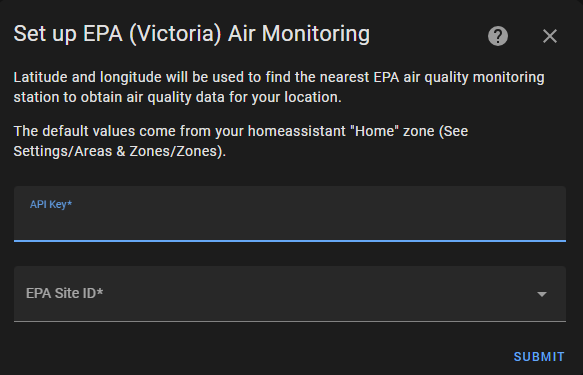 Set up EPA (Victoria) Air Monitoring
Latitude and longitude will be used to find the nearest EPA air quality monitoring
station to obtain air quality data for your location.
The default values come from your homeassistant "Home" zone (See
Settings/Areas & Zones/Zones).
API Key*
EPA Site ID*
SUBMIT